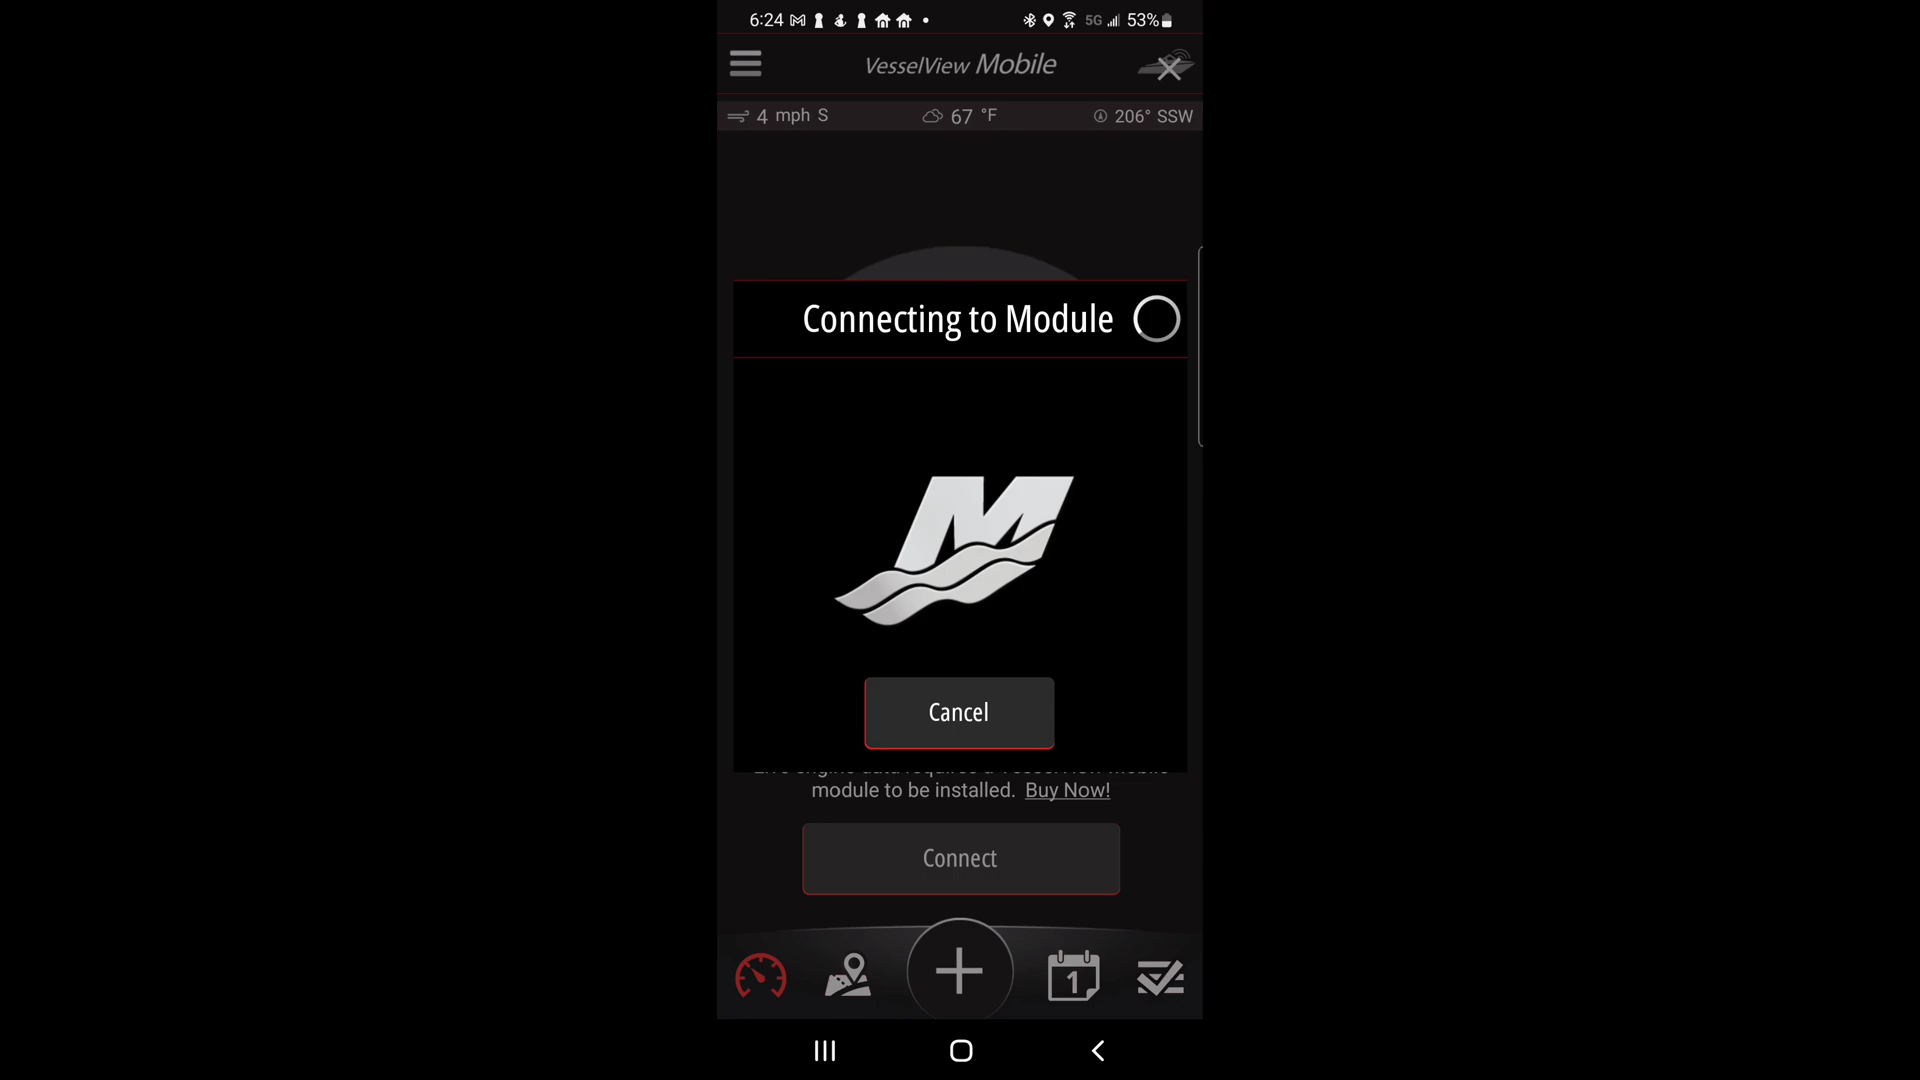 6:24 5G 53%
VesselView Mobile
4 mph S 67 °F 206° SSW
Connecting to Module
M
Cancel
module to be installed. Buy Now!
Connect
1